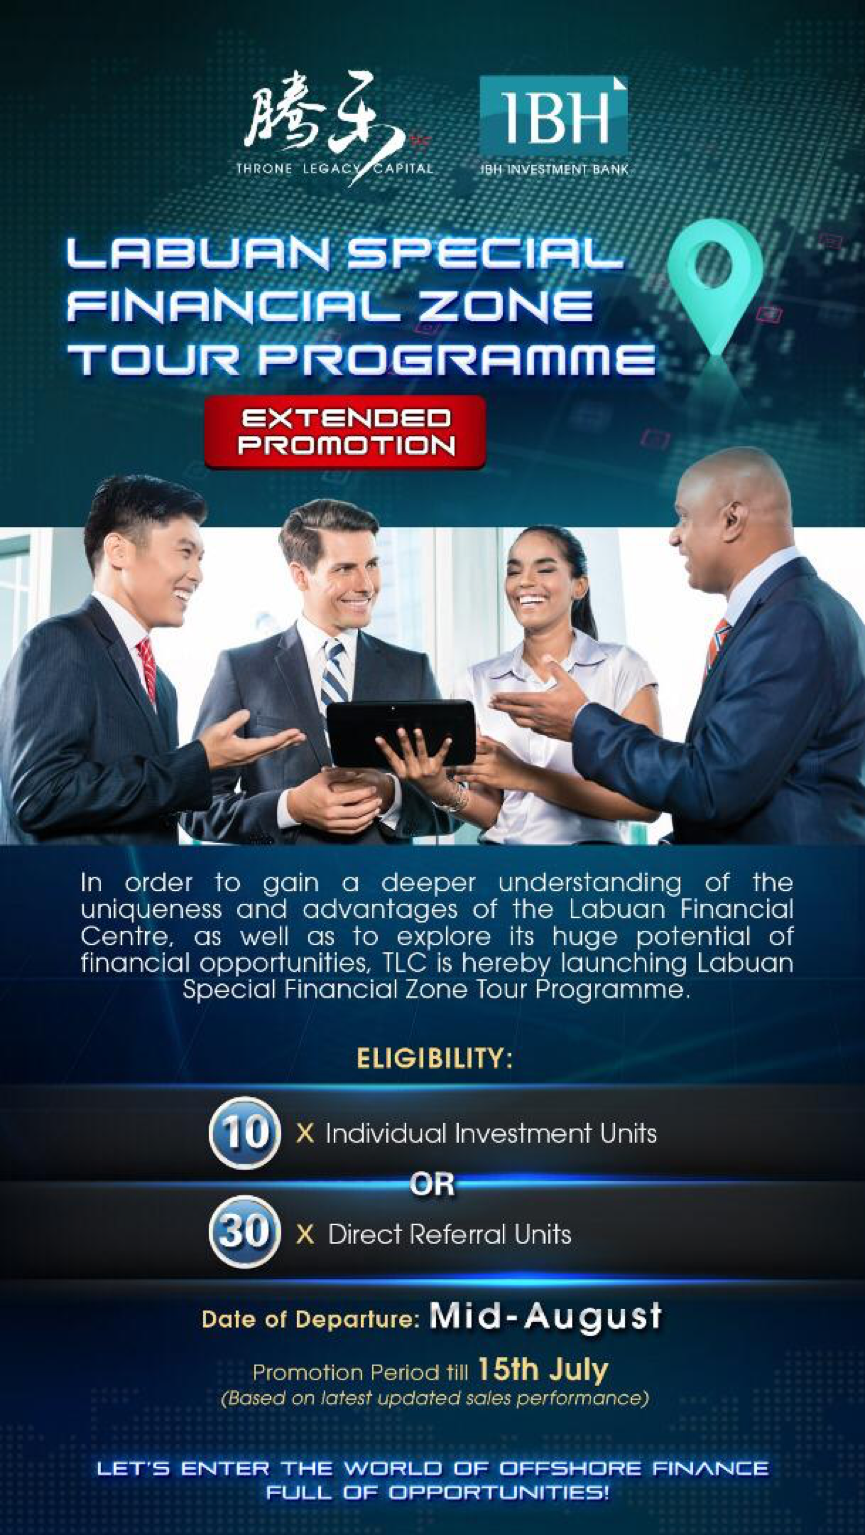 腾乐
THRONE LEGACY CAPITAL
IBH
IBH INVESTMENT BANK
LABUAN SPECIAL
FINANCIAL ZONE
TOUR PROGRAMME
EXTENDED
PROMOTION
In order to gain a deeper understanding of the
uniqueness and advantages of the Labuan Financial
Centre, as well as to explore its huge potential of
financial opportunities, TLC is hereby launching Labuan
Special Financial Zone Tour Programme.
ELIGIBILITY:
10 X Individual Investment Units
OR
30 X Direct Referral Units
Date of Departure: Mid-August
Promotion Period till 15th July
(Based on latest updated sales performance)
LET'S ENTER THE WORLD OF OFFSHORE FINANCE
FULL OF OPPORTUNITIES!